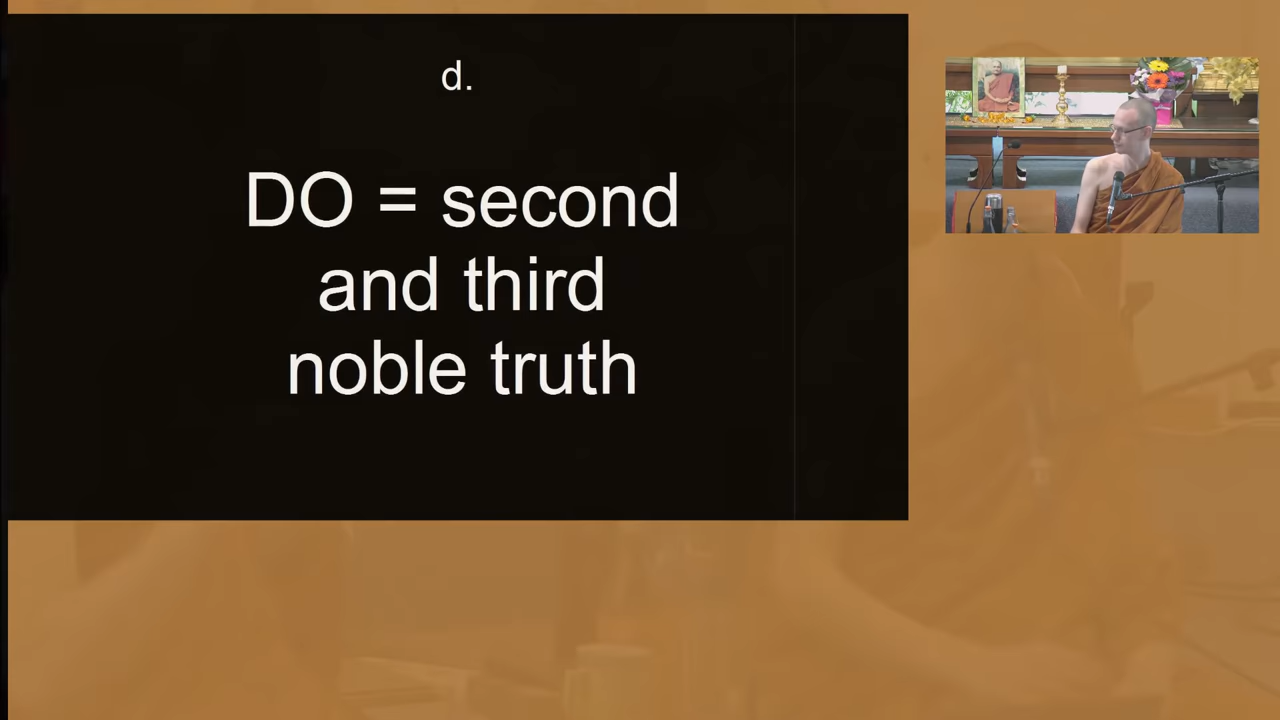 d.
DO = second
and third
noble truth